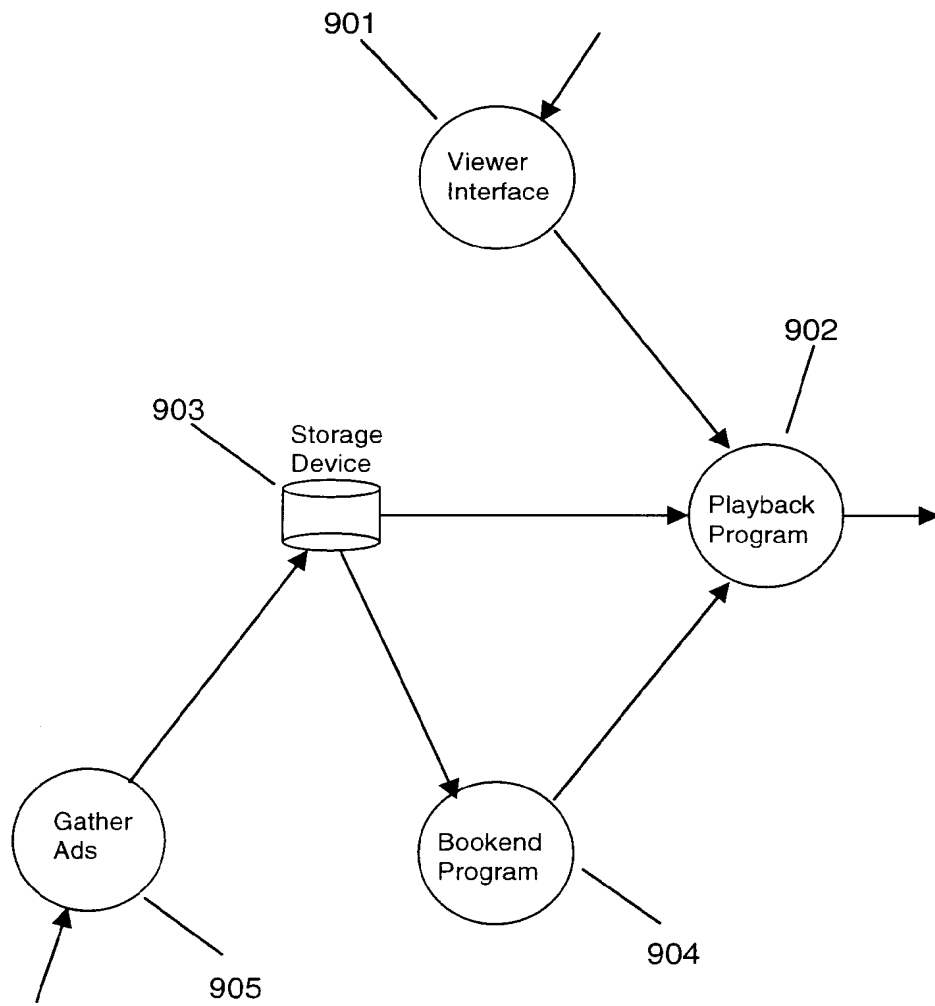 901
Viewer
Interface
902
903
Storage
Device
Playback
Program
Gather
Ads
Bookend
Program
904
905